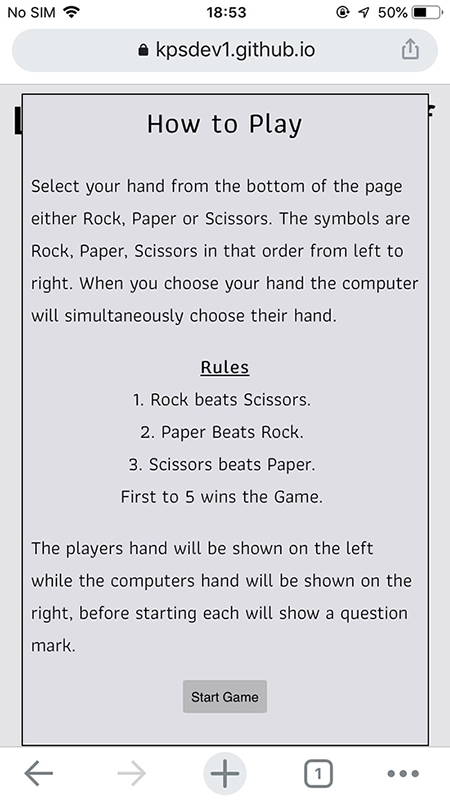 No SIM 18:53 50%
kpsdev1.github.io
How to Play
Select your hand from the bottom of the page
either Rock, Paper or Scissors. The symbols are
Rock, Paper, Scissors in that order from left to
right. When you choose your hand the computer
will simultaneously choose their hand.
Rules
1. Rock beats Scissors.
2. Paper Beats Rock.
3. Scissors beats Paper.
First to 5 wins the Game.
The players hand will be shown on the left
while the computers hand will be shown on the
right, before starting each will show a question
mark.
Start Game
1